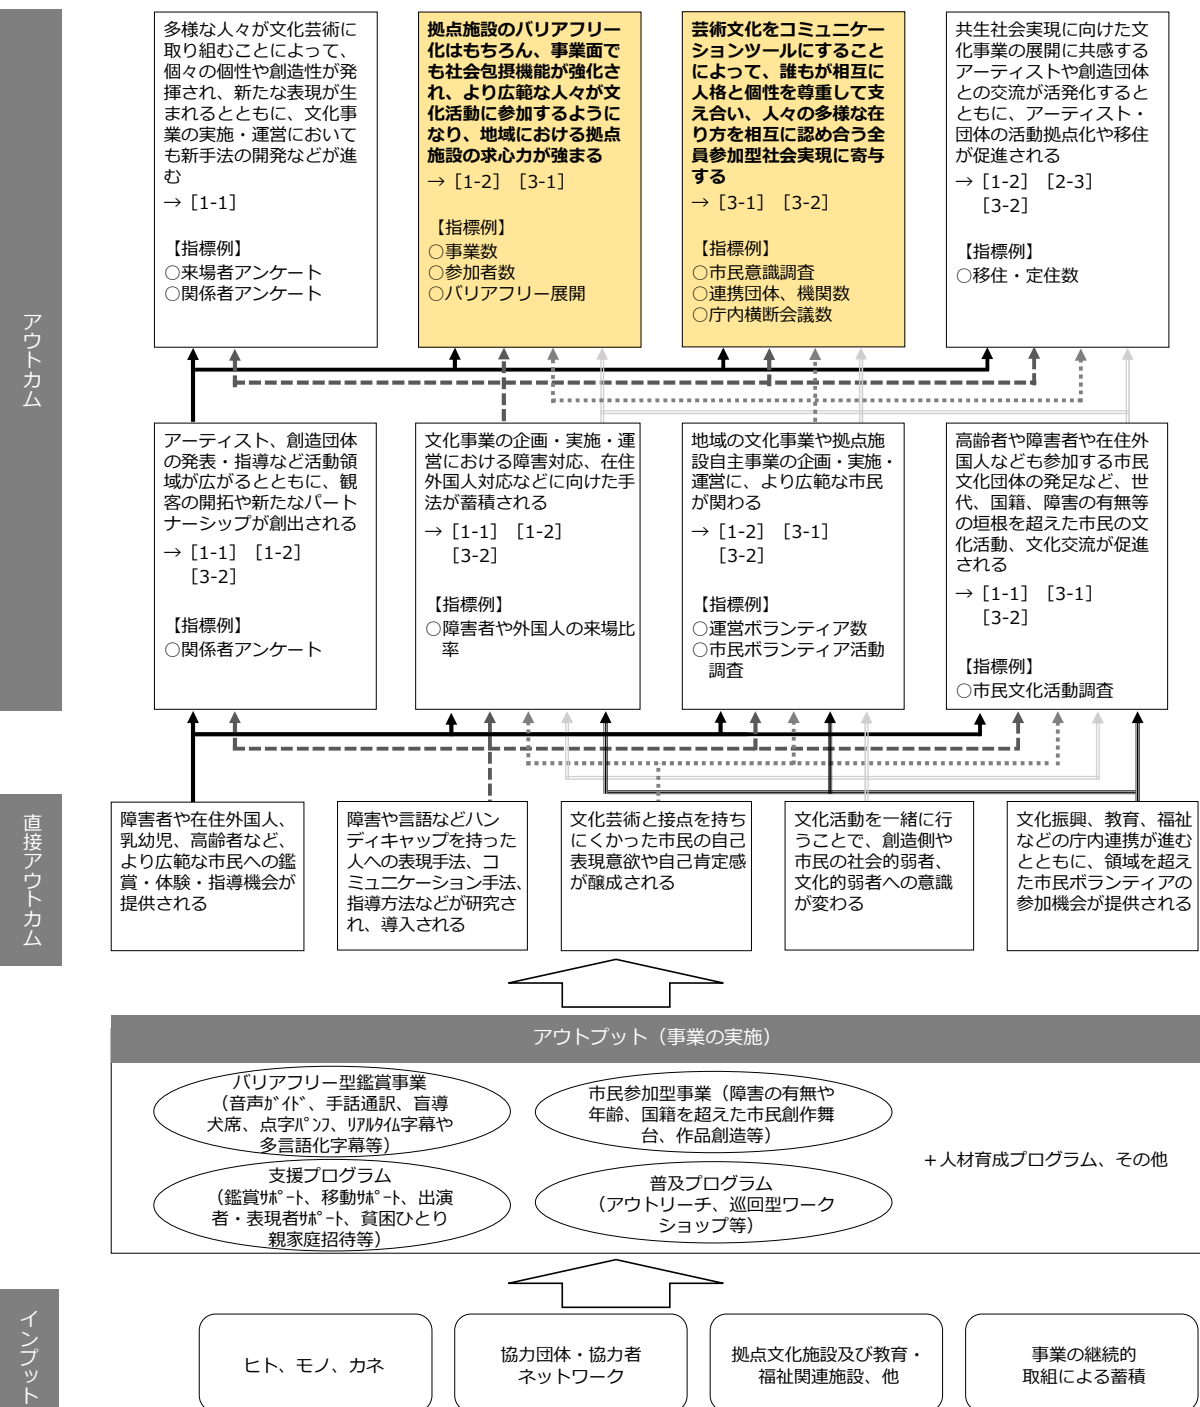 アウトカム
多様な人々が文化芸術に
取り組むことによって、
個々の個性や創造性が発
揮され、新たな表現が生
まれるとともに、文化事
業の実施・運営において
も新手法の開発などが進
む
→［1-1］
【指標例】
○来場者アンケート
○関係者アンケート
拠点施設のバリアフリー
化はもちろん、事業面で
も社会包摂機能が強化さ
れ、より広範な人々が文
化活動に参加するように
なり、地域における拠点
施設の求心力が強まる
→［1-2］［3-1］
【指標例】
○事業数
○参加者数
○バリアフリー展開
芸術文化をコミュニケー
ションツールにすること
によって、誰もが相互に
人格と個性を尊重して支
え合い、人々の多様な在
り方を相互に認め合う全
員参加型社会実現に寄与
する
→［3-1］［3-2］
【指標例】
○市民意識調査
○連携団体、機関数
○庁内横断会議数
共生社会実現に向けた文
化事業の展開に共感する
アーティストや創造団体
との交流が活発化すると
ともに、アーティスト・
団体の活動拠点化や移住
が促進される
→［1-2］［2-3］
［3-2］
【指標例】
○移住・定住数
アーティスト、創造団体
の発表・指導など活動領
域が広がるとともに、観
客の開拓や新たなパート
ナーシップが創出される
→［1-1］［1-2］
［3-2］
【指標例】
○関係者アンケート
文化事業の企画・実施・運
営における障害対応、在住
外国人対応などに向けた手
法が蓄積される
→［1-1］［1-2］
［3-2］
【指標例】
○障害者や外国人の来場比
率
地域の文化事業や拠点施
設自主事業の企画・実施・
運営に、より広範な市民
が関わる
→［1-2］［3-1］
［3-2］
【指標例】
○運営ボランティア数
○市民ボランティア活動
調査
高齢者や障害者や在住外
国人なども参加する市民
文化団体の発足など、世
代、国籍、障害の有無等
の垣根を超えた市民の文
化活動、文化交流が促進
される
→［1-1］［3-1］
［3-2］
【指標例】
○市民文化活動調査
直接アウトカム
障害者や在住外国人、
乳幼児、高齢者など、
より広範な市民への鑑
賞・体験・指導機会が
提供される
障害や言語などハン
ディキャップを持った
人への表現手法、コ
ミュニケーション手法、
指導方法などが研究さ
れ、導入される
文化芸術と接点を持ち
にくかった市民の自己
表現意欲や自己肯定感
が醸成される
文化活動を一緒に行
うことで、創造側や
市民の社会的弱者、
文化的弱者への意識
が変わる
文化振興、教育、福祉
などの庁内連携が進む
とともに、領域を超え
た市民ボランティアの
参加機会が提供される
アウトプット（事業の実施）
バリアフリー型鑑賞事業
（音声ｶﾞｲﾄﾞ、手話通訳、盲導
犬席、点字ﾊﾟﾝﾌ、ﾘｱﾙﾀｲﾑ字幕や
多言語化字幕等）
市民参加型事業（障害の有無や
年齢、国籍を超えた市民創作舞
台、作品創造等）
支援プログラム
（鑑賞ｻﾎﾟｰﾄ、移動ｻﾎﾟｰﾄ、出演
者・表現者ｻﾎﾟｰﾄ、貧困ひとり
親家庭招待等）
普及プログラム
（アウトリーチ、巡回型ワーク
ショップ等）
＋人材育成プログラム、その他
インプット
ヒト、モノ、カネ
協力団体・協力者
ネットワーク
拠点文化施設及び教育・
福祉関連施設、他
事業の継続的
取組による蓄積